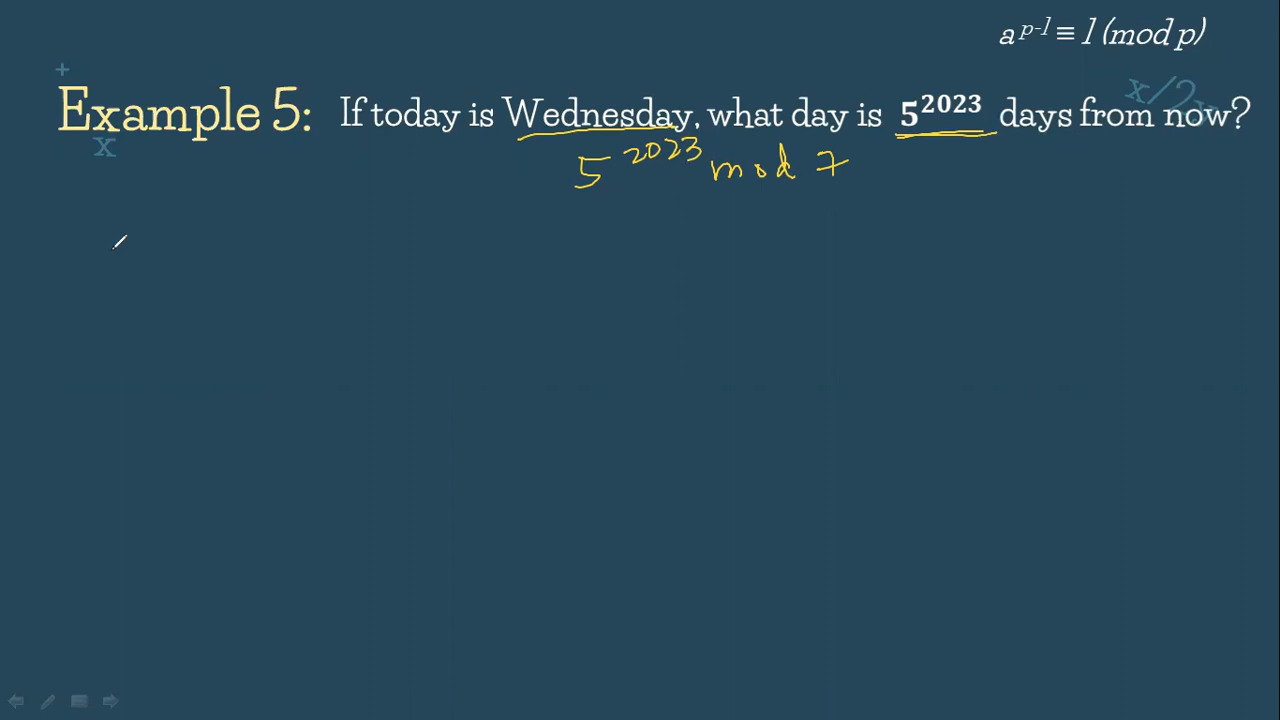 a^{p-1} ≡ 1 (mod p)
+
x/2y
Example 5: If today is Wednesday, what day is 5^{2023} days from now?
x
5^{2023} mod 7